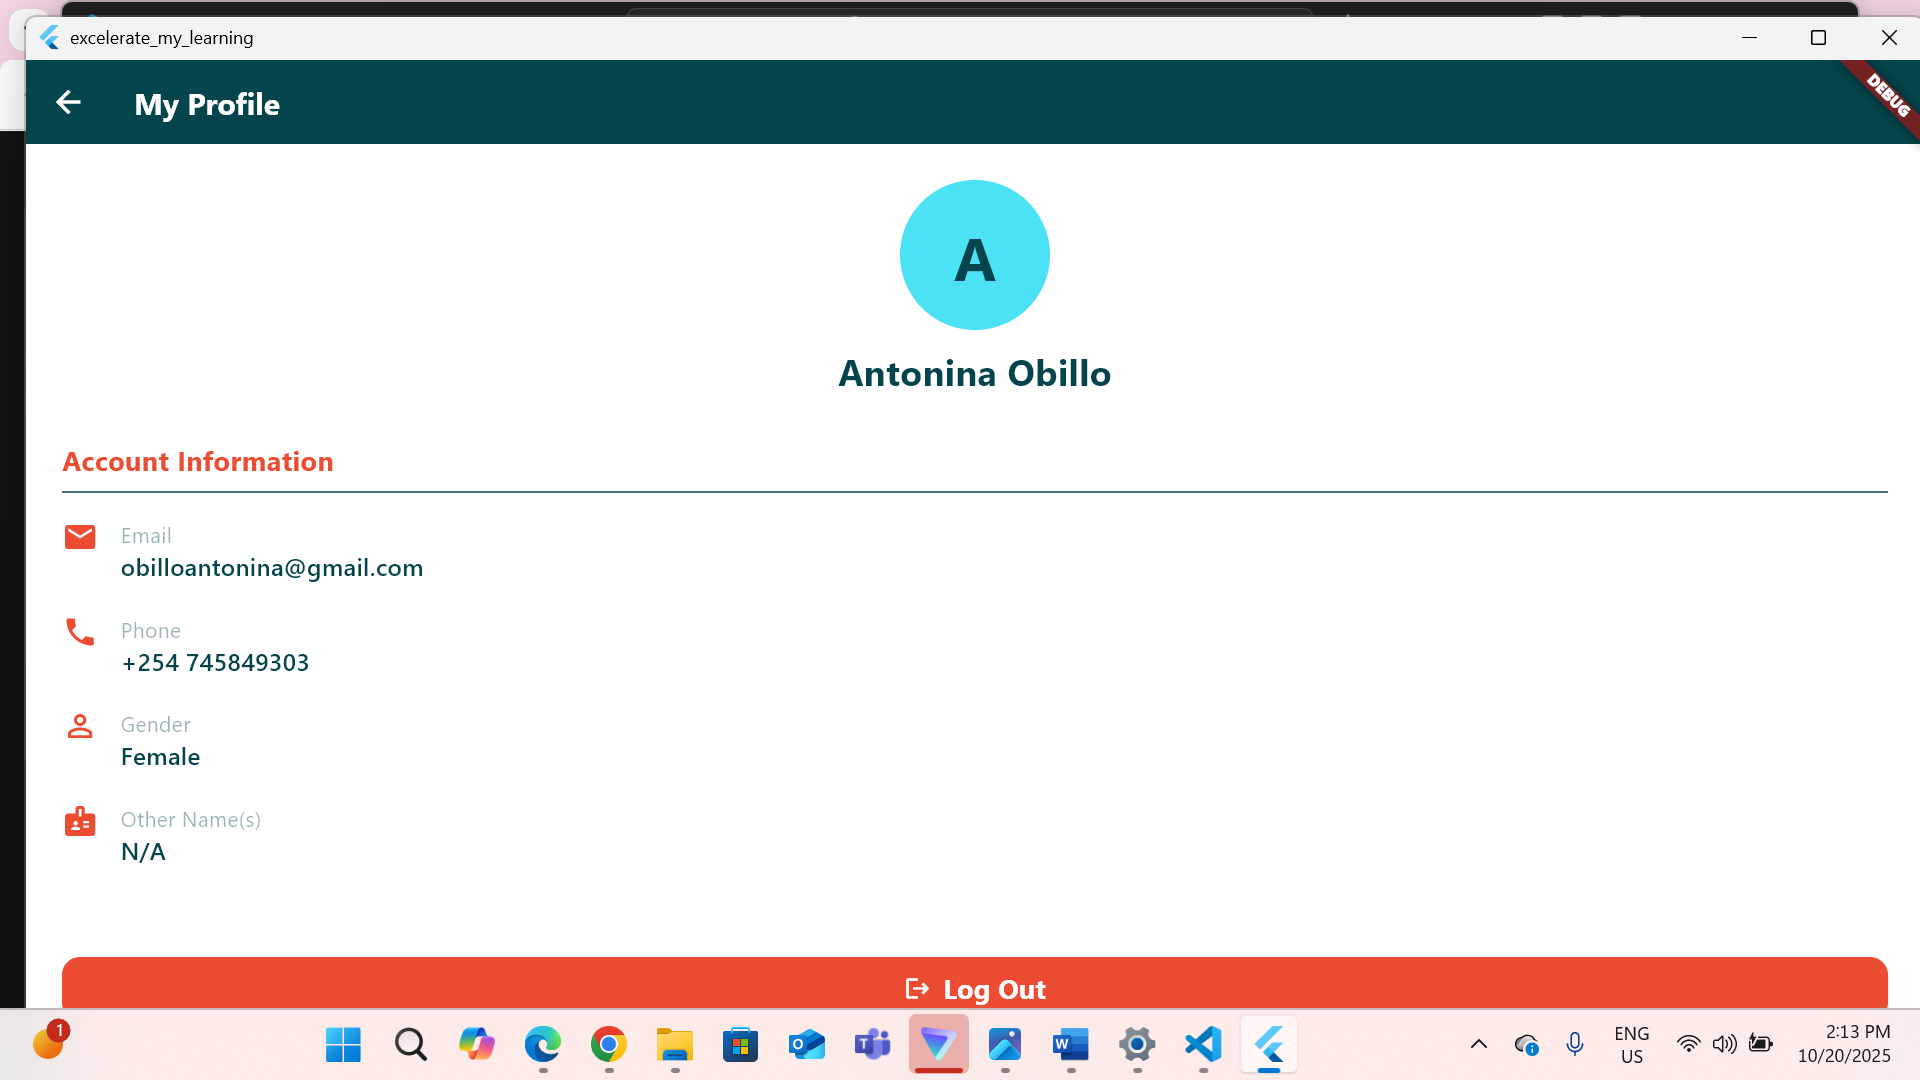 excelerate_my_learning
My Profile
DEBUG
A
Antonina Obillo
Account Information
Email
obilloantonina@gmail.com
Phone
+254 745849303
Gender
Female
Other Name(s)
N/A
Log Out
1
ENG
US
2:13 PM
10/20/2025